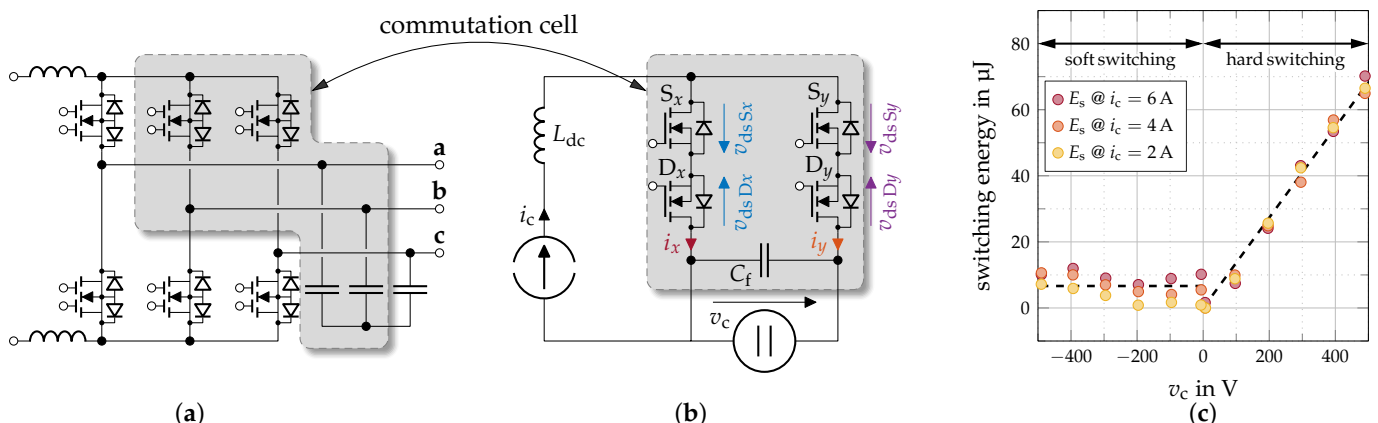 commutation cell
a
b
c
(a)
S_x
S_y
v_ds Sx
v_ds Sy
L_dc
D_x
D_y
v_ds Dx
v_ds Dy
i_c
i_x
i_y
C_f
v_c
(b)
switching energy in µJ
80
60
40
20
0
soft switching
hard switching
E_s @ i_c = 6 A
E_s @ i_c = 4 A
E_s @ i_c = 2 A
−400 −200 0 200 400
v_c in V
(c)